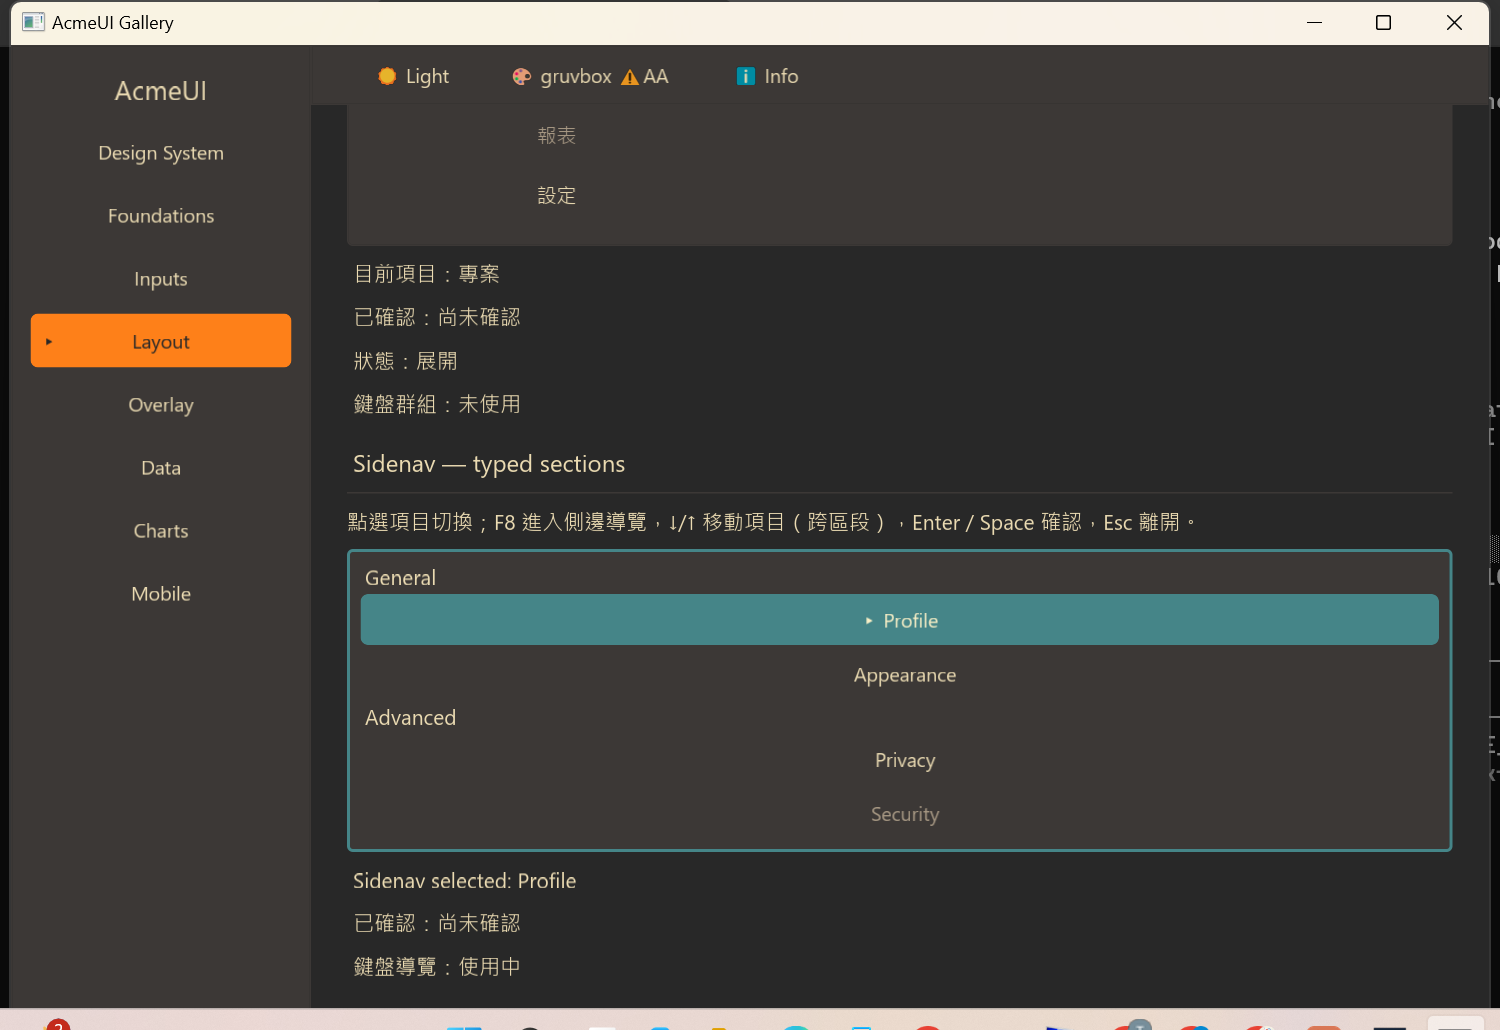 AcmeUI Gallery
AcmeUI
Design System
Foundations
Inputs
Layout
Overlay
Data
Charts
Mobile
Light
gruvbox ⚠ AA
Info
報表
設定
目前項目：專案
已確認：尚未確認
狀態：展開
鍵盤群組：未使用
Sidenav — typed sections
點選項目切換；F8 進入側邊導覽，↓/↑ 移動項目（跨區段），Enter / Space 確認，Esc 離開。
General
Profile
Appearance
Advanced
Privacy
Security
Sidenav selected: Profile
已確認：尚未確認
鍵盤導覽：使用中